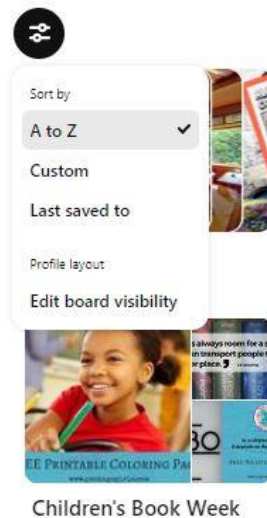 Sort by
A to Z
Custom
Last saved to
Profile layout
Edit board visibility
s always room for a s
n transport people t
er place.
EE PRINTABLE COLORING PAG
Children's Book Week